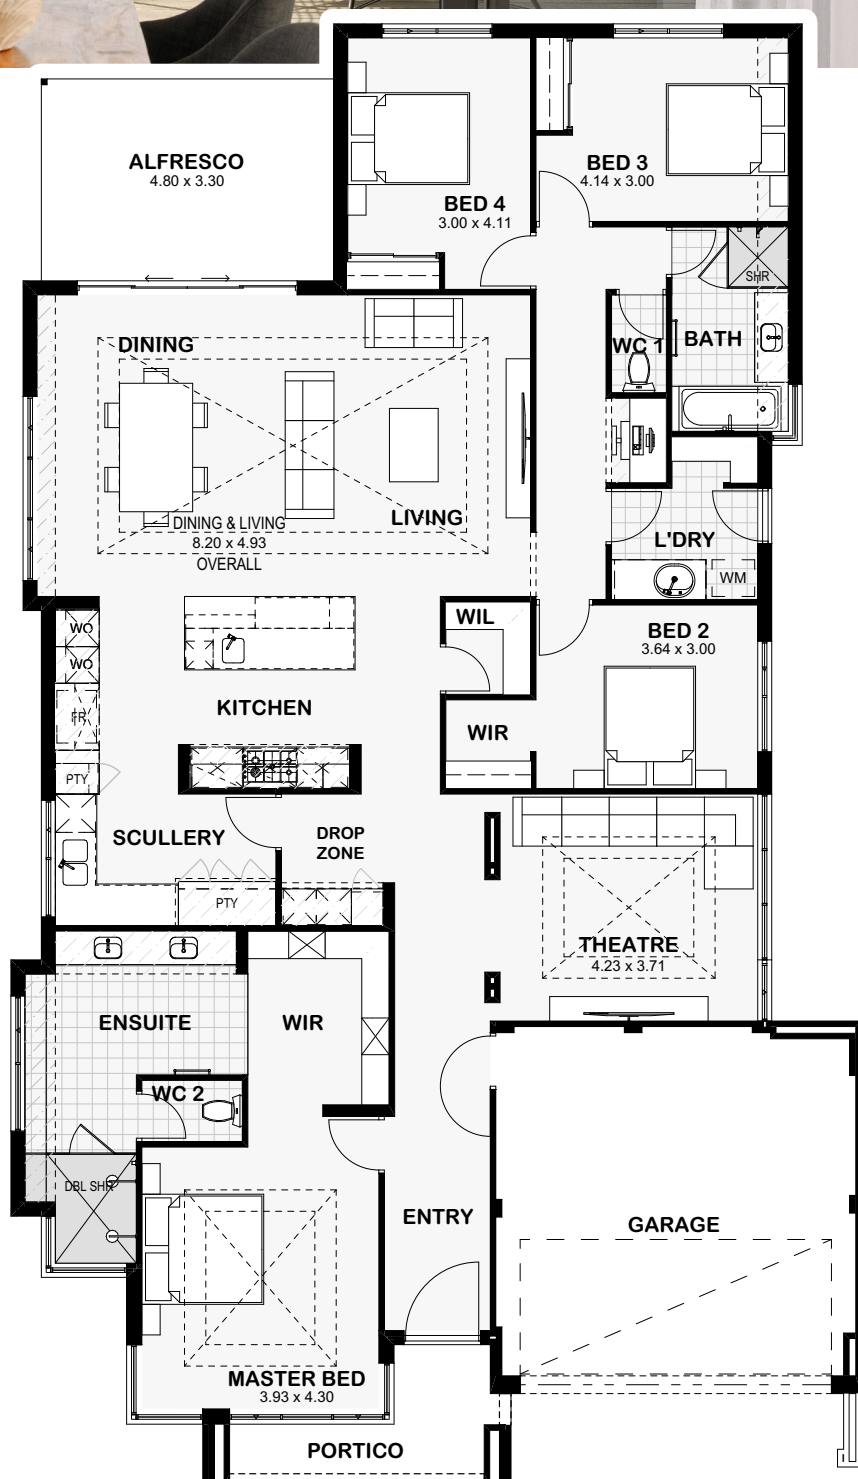 ALFRESCO
4.80 x 3.30
BED 4
3.00 x 4.11
BED 3
4.14 x 3.00
SHR
WC 1
BATH
DINING
LIVING
DINING & LIVING
8.20 x 4.93
OVERALL
L'DRY
WM
WO
WO
FR
PTY
KITCHEN
WIL
WIR
BED 2
3.64 x 3.00
SCULLERY
DROP
ZONE
PTY
THEATRE
4.23 x 3.71
ENSUITE
WIR
WC 2
DBL SHR
ENTRY
GARAGE
MASTER BED
3.93 x 4.30
PORTICO